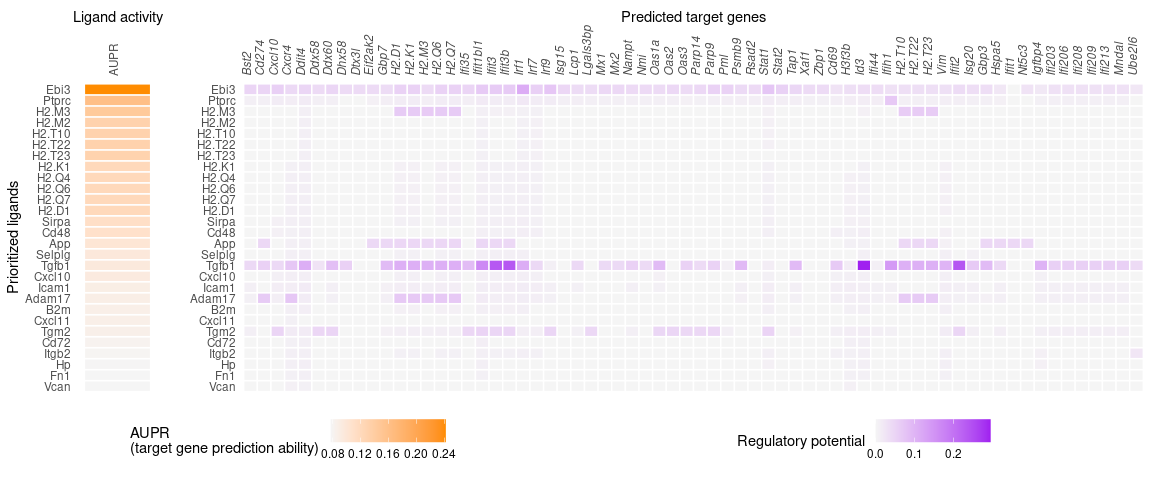 Ligand activity
Predicted target genes
AUPR
Bst2 Cd274 Cxcl10 Cxcr4 Ddit4 Ddx58 Ddx60 Dhx58 Dtx3l Eif2ak2 Gbp7 H2.D1 H2.K1 H2.M3 H2.Q6 H2.Q7 Ifi35 Ifit1bl1 Ifit3 Ifit3b Irf1 Irf7 Irf9 Isg15 Lcp1 Lgals3bp Mx1 Mx2 Nampt Nmi Oas1a Oas2 Oas3 Parp14 Parp9 Pml Psmb9 Rsad2 Stat1 Stat2 Tap1 Xaf1 Zbp1 Cd69 H3f3b Id3 Ifi44 Ifih1 H2.T10 H2.T22 H2.T23 Vim Ifit2 Isg20 Gbp3 Hspa5 Ifit1 Nt5c3 Igfbp4 Ifi203 Ifi206 Ifi208 Ifi209 Ifi213 Mndal Ube2l6
Prioritized ligands
Ebi3 Ebi3
Ptprc Ptprc
H2.M3 H2.M3
H2.M2 H2.M2
H2.T10 H2.T10
H2.T22 H2.T22
H2.T23 H2.T23
H2.K1 H2.K1
H2.Q4 H2.Q4
H2.Q6 H2.Q6
H2.Q7 H2.Q7
H2.D1 H2.D1
Sirpa Sirpa
Cd48 Cd48
App App
Selplg Selplg
Tgfb1 Tgfb1
Cxcl10 Cxcl10
Icam1 Icam1
Adam17 Adam17
B2m B2m
Cxcl11 Cxcl11
Tgm2 Tgm2
Cd72 Cd72
Itgb2 Itgb2
Hp Hp
Fn1 Fn1
Vcan Vcan
AUPR
(target gene prediction ability)
0.08 0.12 0.16 0.20 0.24
Regulatory potential
0.0 0.1 0.2